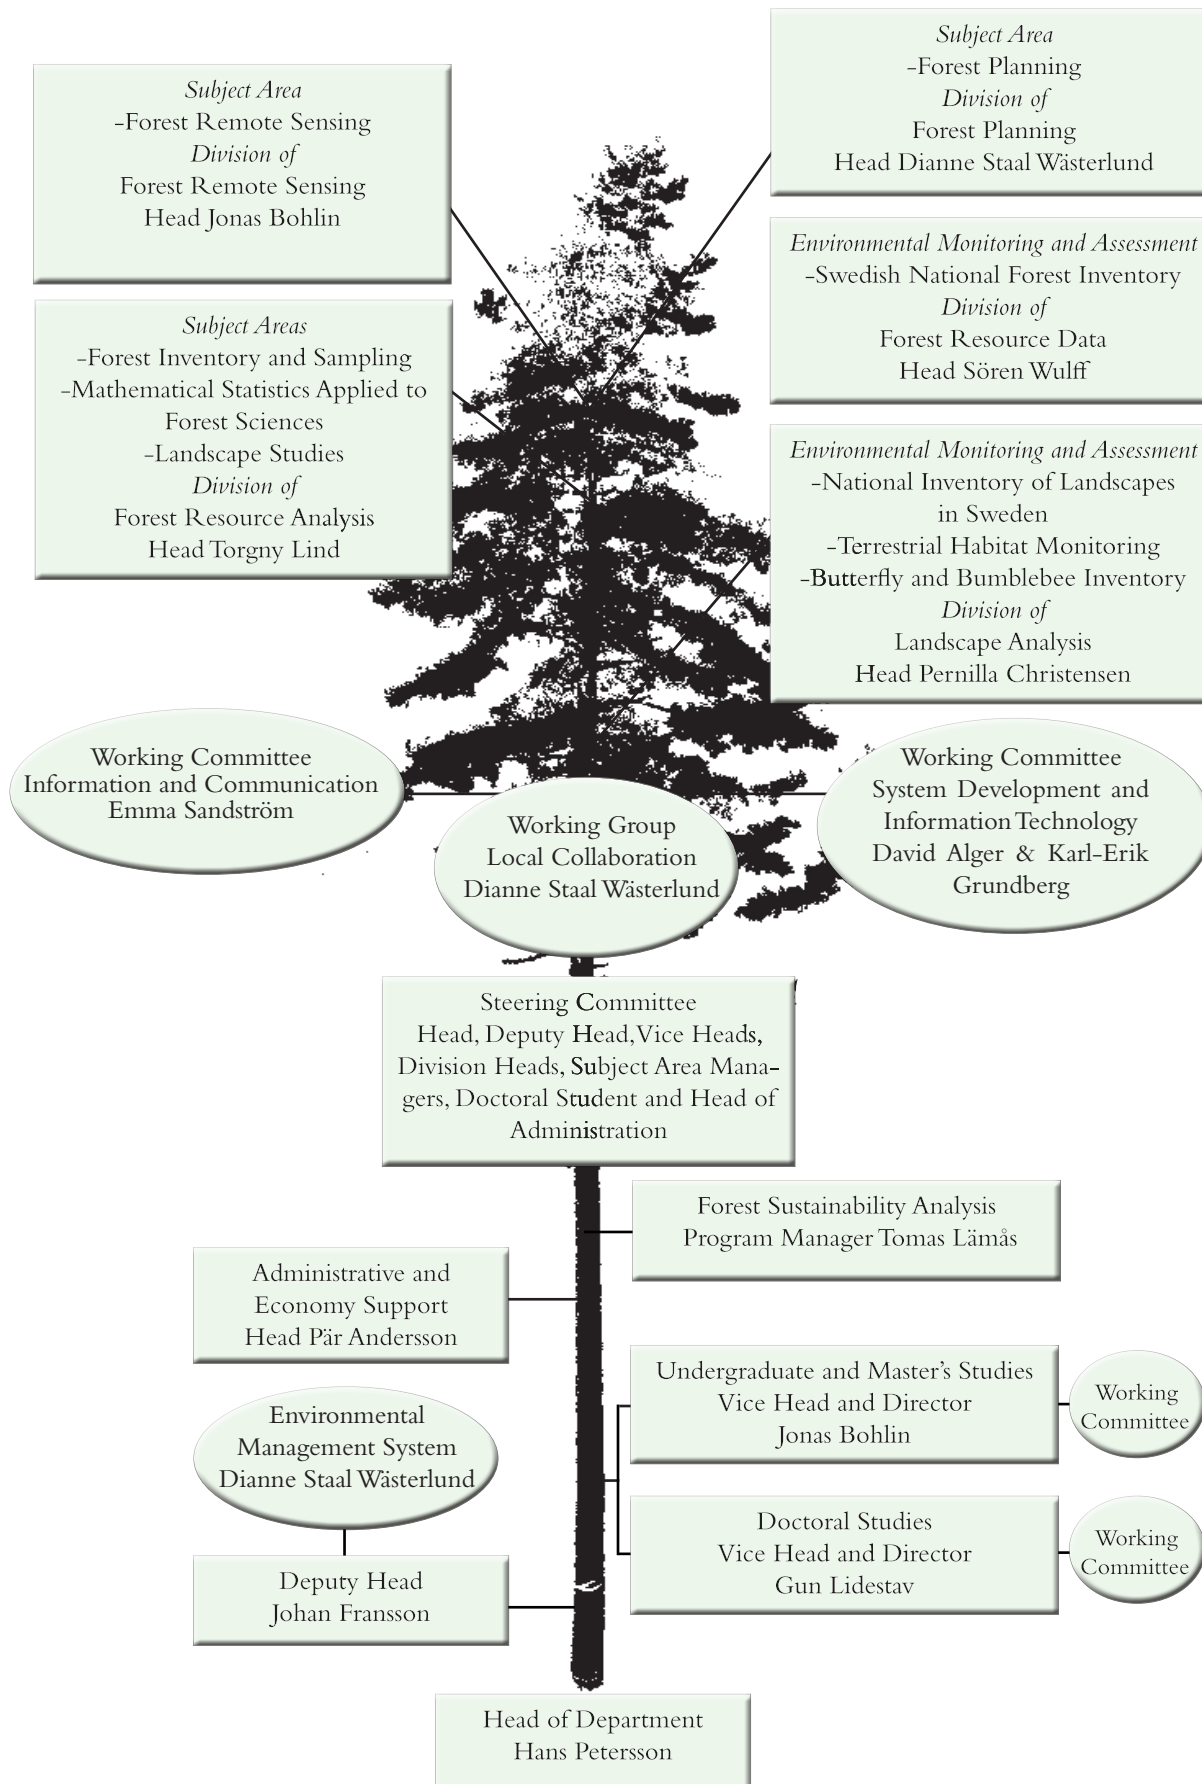 Subject Area
-Forest Remote Sensing
Division of
Forest Remote Sensing
Head Jonas Bohlin
Subject Area
-Forest Planning
Division of
Forest Planning
Head Dianne Staal Wästerlund
Environmental Monitoring and Assessment
-Swedish National Forest Inventory
Division of
Forest Resource Data
Head Sören Wulff
Subject Areas
-Forest Inventory and Sampling
-Mathematical Statistics Applied to
Forest Sciences
-Landscape Studies
Division of
Forest Resource Analysis
Head Torgny Lind
Environmental Monitoring and Assessment
-National Inventory of Landscapes
in Sweden
-Terrestrial Habitat Monitoring
-Butterfly and Bumblebee Inventory
Division of
Landscape Analysis
Head Pernilla Christensen
Working Committee
Information and Communication
Emma Sandström
Working Group
Local Collaboration
Dianne Staal Wästerlund
Working Committee
System Development and
Information Technology
David Alger & Karl-Erik
Grundberg
Steering Committee
Head, Deputy Head, Vice Heads,
Division Heads, Subject Area Mana-
gers, Doctoral Student and Head of
Administration
Forest Sustainability Analysis
Program Manager Tomas Lämås
Administrative and
Economy Support
Head Pär Andersson
Undergraduate and Master's Studies
Vice Head and Director
Jonas Bohlin
Working
Committee
Environmental
Management System
Dianne Staal Wästerlund
Doctoral Studies
Vice Head and Director
Gun Lidestav
Working
Committee
Deputy Head
Johan Fransson
Head of Department
Hans Petersson